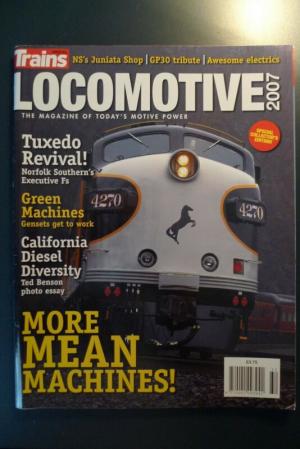 Trains
NS's Juniata Shop | GP30 tribute | Awesome electrics
LOCOMOTIVE 2007
THE MAGAZINE OF TODAY'S MOTIVE POWER
SPECIAL
COLLECTOR'S
EDITION
Tuxedo
Revival!
Norfolk Southern's
Executive Fs
4270
4270
Green
Machines
Gensets get to work
California
Diesel
Diversity
Ted Benson
photo essay
MORE
MEAN
MACHINES!